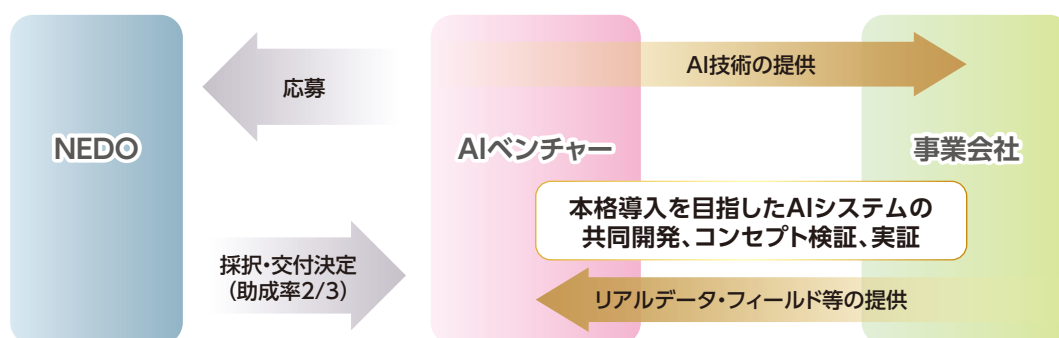 AI技術の提供
応募
NEDO
AIベンチャー
事業会社
本格導入を目指したAIシステムの
共同開発、コンセプト検証、実証
採択・交付決定
（助成率2/3）
リアルデータ・フィールド等の提供